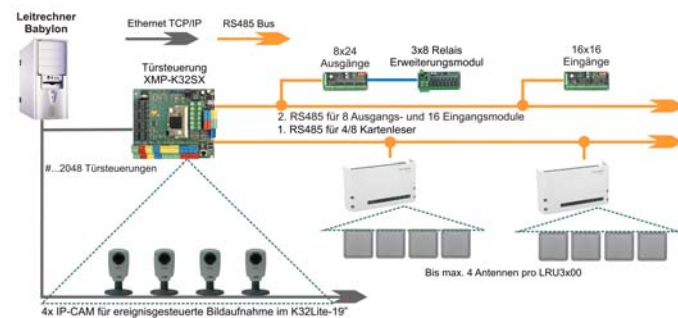 Leitrechner
Babylon
Ethernet TCP/IP
RS485 Bus
Türsteuerung
XMP-K32SX
8x24
Ausgänge
3x8 Relais
Erweiterungsmodul
16x16
Eingänge
2. RS485 für 8 Ausgangs- und 16 Eingangsmodule
1. RS485 für 4/8 Kartenleser
#...2048 Türsteuerungen
Bis max. 4 Antennen pro LRU3x00
4x IP-CAM für ereignisgesteuerte Bildaufnahme im K32Lite-19"